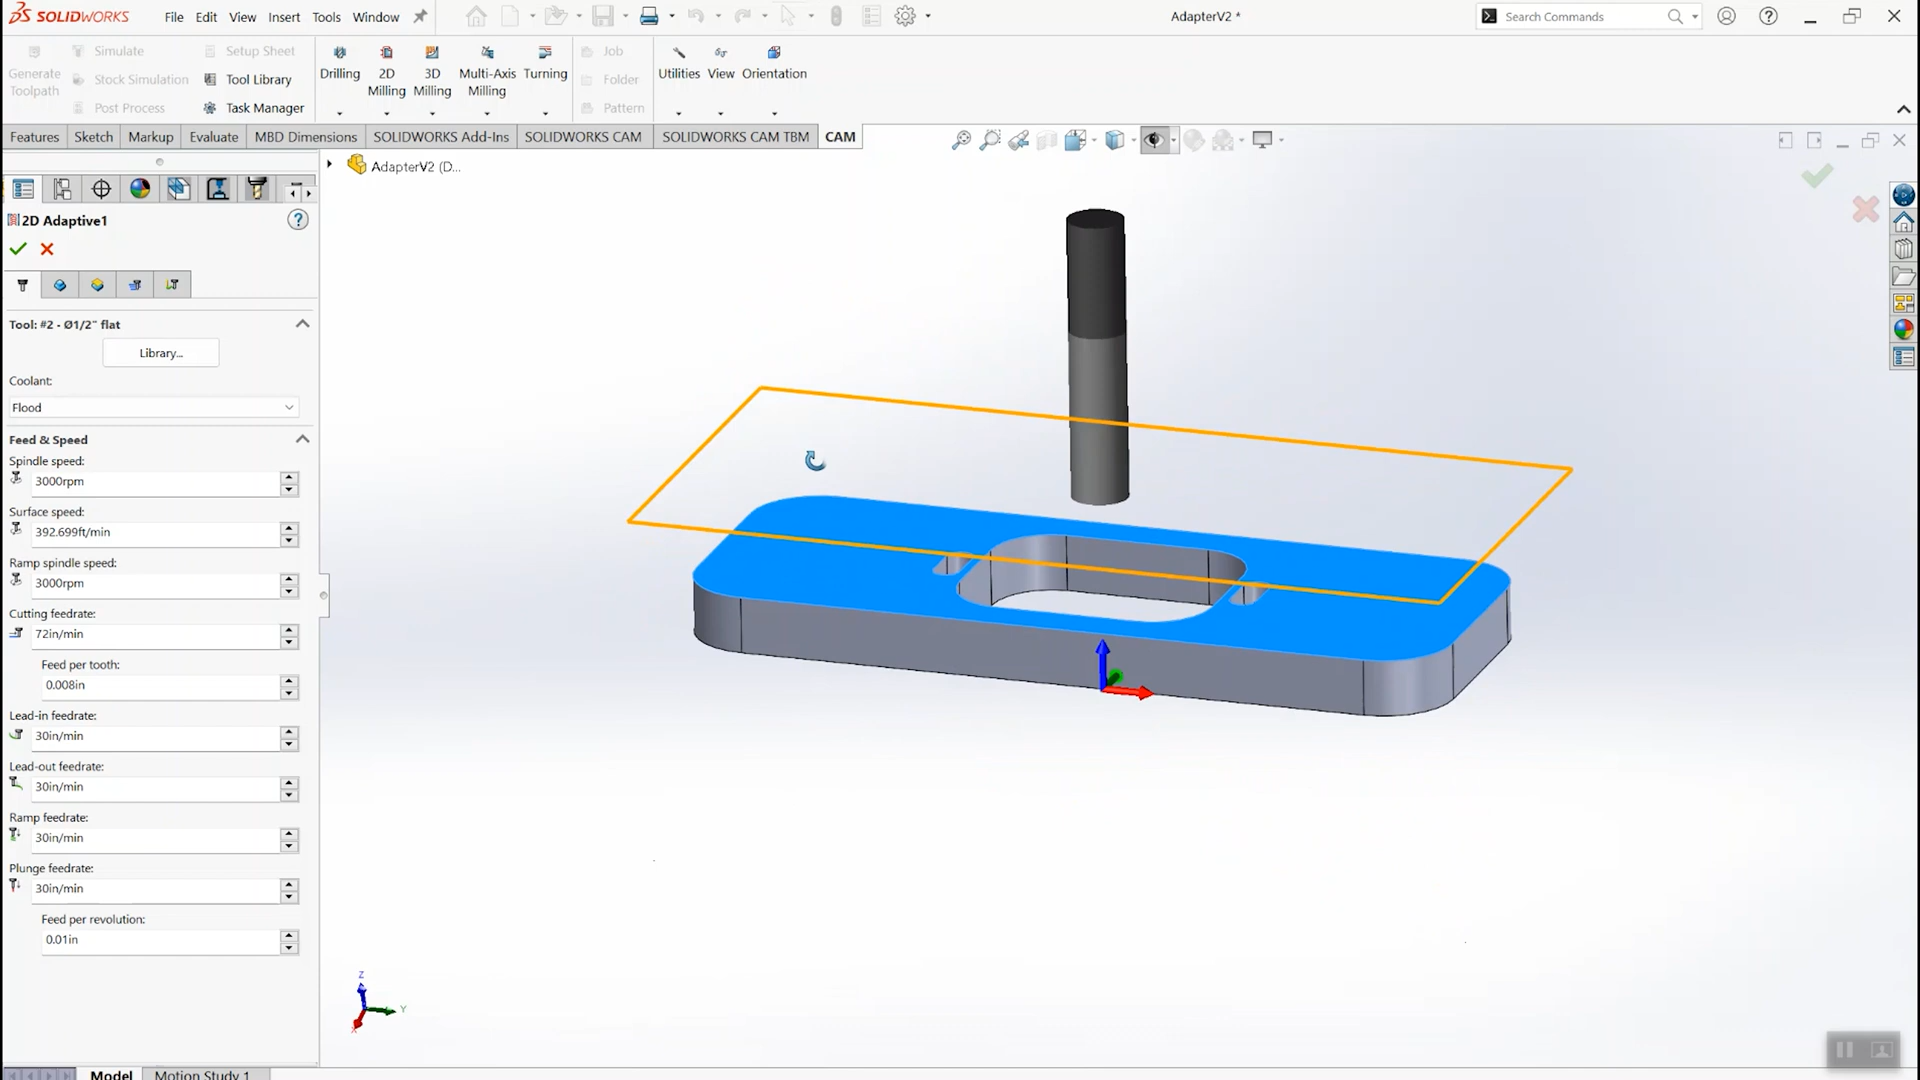 SOLIDWORKS File Edit View Insert Tools Window AdapterV2 * Search Commands
Generate Toolpath
Simulate
Stock Simulation
Post Process
Setup Sheet
Tool Library
Task Manager
Drilling
2D Milling
3D Milling
Multi-Axis Milling
Turning
Job
Folder
Pattern
Utilities
View
Orientation
Features Sketch Markup Evaluate MBD Dimensions SOLIDWORKS Add-Ins SOLIDWORKS CAM SOLIDWORKS CAM TBM CAM
AdapterV2 (D...
2D Adaptive1
Tool: #2 - Ø1/2" flat
Library...
Coolant:
Flood
Feed & Speed
Spindle speed:
3000rpm
Surface speed:
392.699ft/min
Ramp spindle speed:
3000rpm
Cutting feedrate:
72in/min
Feed per tooth:
0.008in
Lead-in feedrate:
30in/min
Lead-out feedrate:
30in/min
Ramp feedrate:
30in/min
Plunge feedrate:
30in/min
Feed per revolution:
0.01in
Z
Y
X
Model Motion Study 1